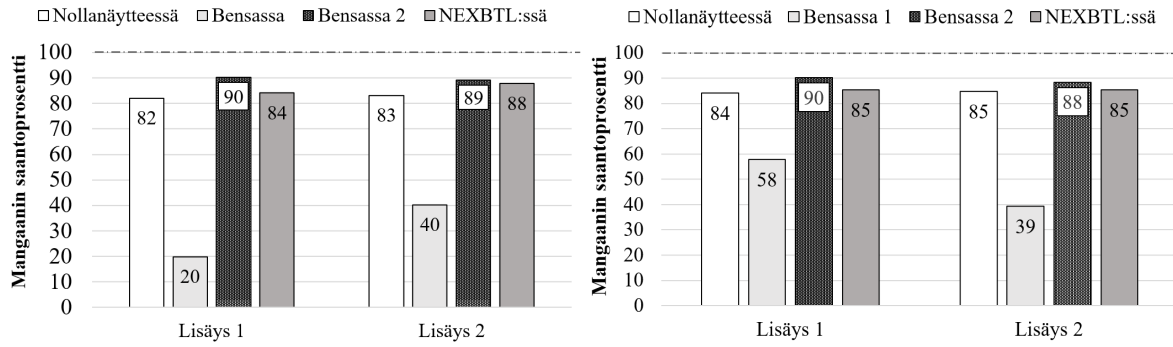 Nollanäytteessä Bensassa Bensassa 2 NEXBTL:ssä
Mangaanin saantoprosentti
100
90
80
70
60
50
40
30
20
10
0
82 20 90 84
83 40 89 88
Lisäys 1 Lisäys 2
Nollanäytteessä Bensassa 1 Bensassa 2 NEXBTL:ssä
Mangaanin saantoprosentti
100
90
80
70
60
50
40
30
20
10
0
84 58 90 85
85 39 88 85
Lisäys 1 Lisäys 2